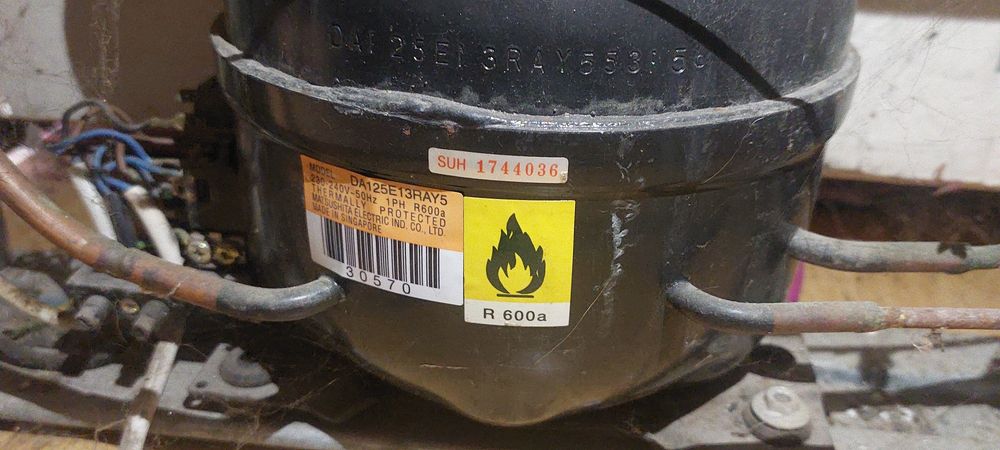 DA125E13RAY553
SUH 1744036
MODEL DA125E13RAY5
230-240V~50Hz 1PH R600a
THERMALLY PROTECTED
MATSUSHITA ELECTRIC IND. CO., LTD.
MADE IN SINGAPORE
30570
R 600a